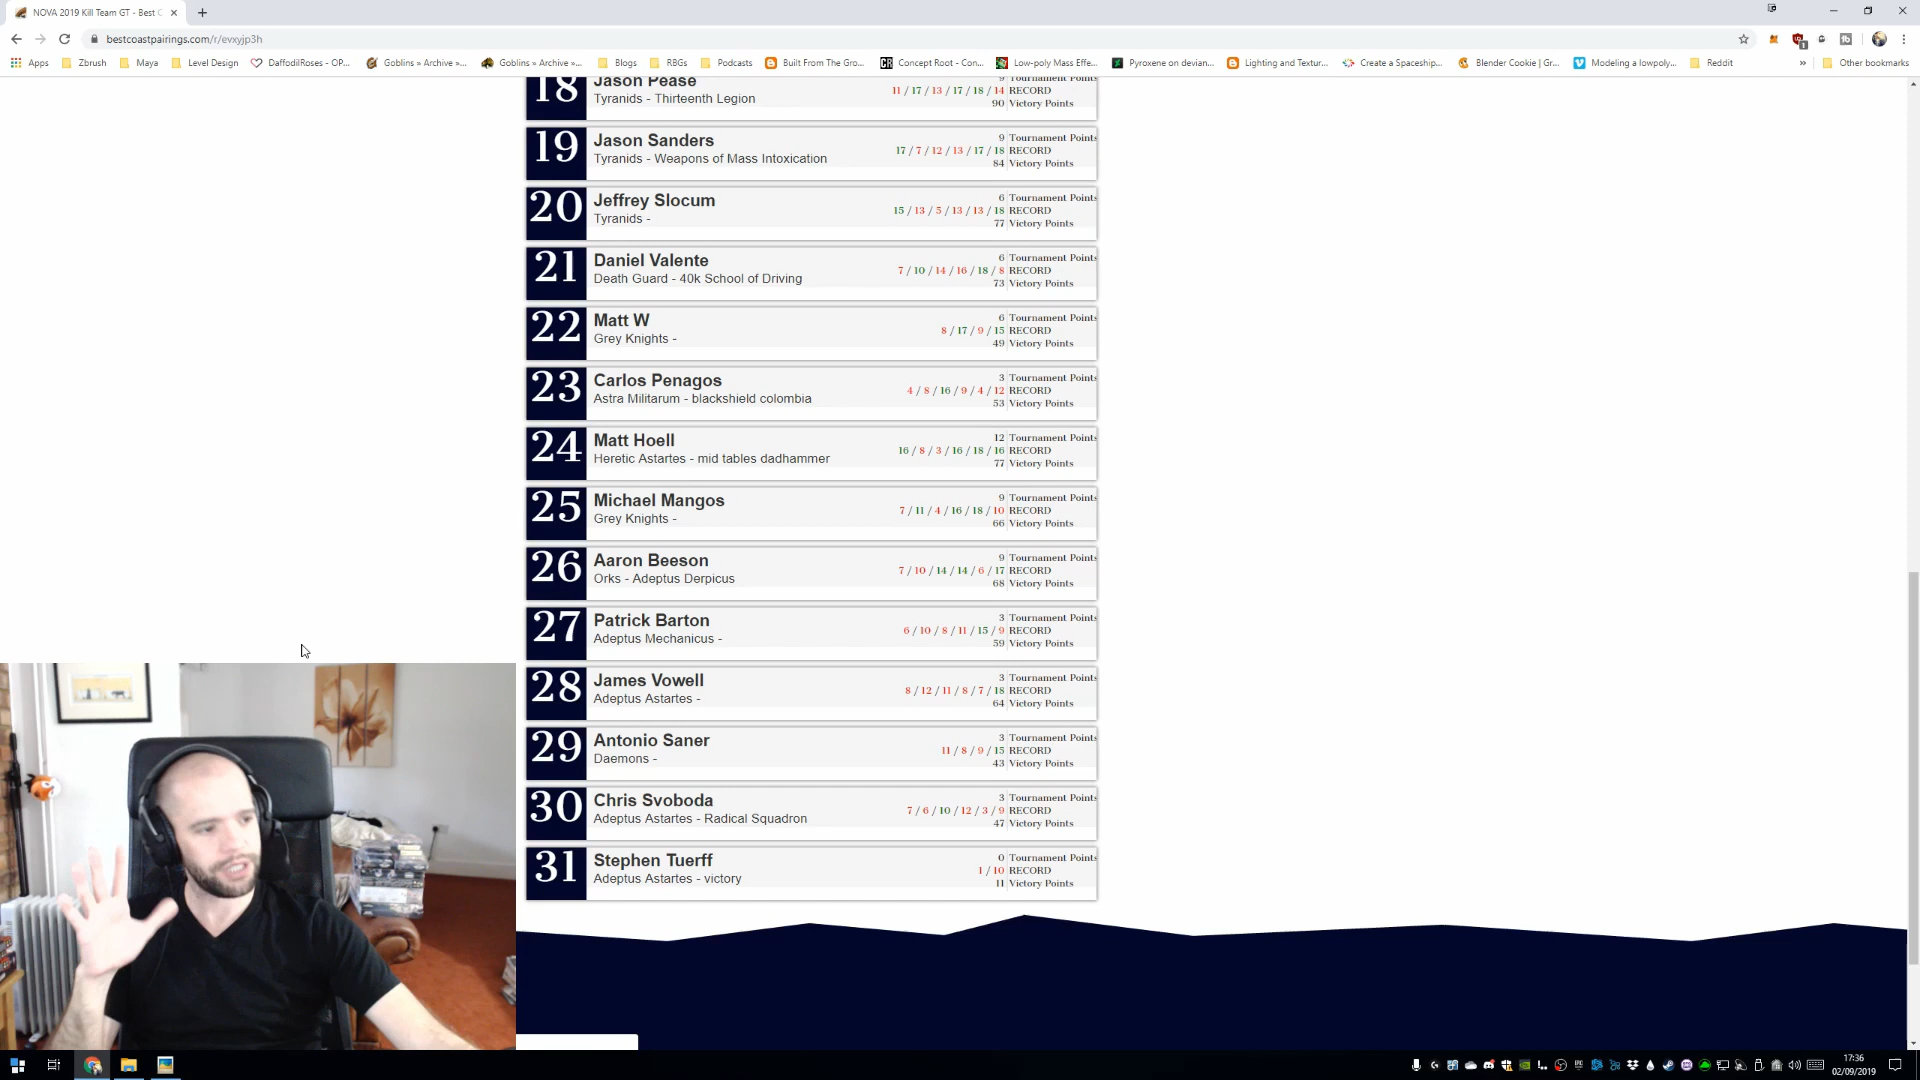 NOVA 2019 Kill Team GT - Best C
bestcoastpairings.com/r/evxyjp3h
Apps Zbrush Maya Level Design DaffodilRoses - OP... Goblins » Archive »... Goblins » Archive »... Blogs RBGs Podcasts Built From The Gro... Concept Root - Con... Low-poly Mass Effe... Pyroxene on devian... Lighting and Textur... Create a Spaceship... Blender Cookie | Gr... Modeling a lowpoly... Reddit » Other bookmarks
18 Jason Pease 9 Tournament Points
Tyranids - Thirteenth Legion 11 / 17 / 13 / 17 / 18 / 14 RECORD
90 Victory Points
19 Jason Sanders 9 Tournament Points
Tyranids - Weapons of Mass Intoxication 17 / 7 / 12 / 13 / 17 / 18 RECORD
84 Victory Points
20 Jeffrey Slocum 6 Tournament Points
Tyranids - 15 / 13 / 5 / 13 / 13 / 18 RECORD
77 Victory Points
21 Daniel Valente 6 Tournament Points
Death Guard - 40k School of Driving 7 / 10 / 14 / 16 / 18 / 8 RECORD
73 Victory Points
22 Matt W 6 Tournament Points
Grey Knights - 8 / 17 / 9 / 15 RECORD
49 Victory Points
23 Carlos Penagos 3 Tournament Points
Astra Militarum - blackshield colombia 4 / 8 / 16 / 9 / 4 / 12 RECORD
53 Victory Points
24 Matt Hoell 12 Tournament Points
Heretic Astartes - mid tables dadhammer 16 / 8 / 3 / 16 / 18 / 16 RECORD
77 Victory Points
25 Michael Mangos 9 Tournament Points
Grey Knights - 7 / 11 / 4 / 16 / 18 / 10 RECORD
66 Victory Points
26 Aaron Beeson 9 Tournament Points
Orks - Adeptus Derpicus 7 / 10 / 14 / 14 / 6 / 17 RECORD
68 Victory Points
27 Patrick Barton 3 Tournament Points
Adeptus Mechanicus - 6 / 10 / 8 / 11 / 15 / 9 RECORD
59 Victory Points
28 James Vowell 3 Tournament Points
Adeptus Astartes - 8 / 12 / 11 / 8 / 7 / 18 RECORD
64 Victory Points
29 Antonio Saner 3 Tournament Points
Daemons - 11 / 8 / 9 / 15 RECORD
43 Victory Points
30 Chris Svoboda 3 Tournament Points
Adeptus Astartes - Radical Squadron 7 / 6 / 10 / 12 / 3 / 9 RECORD
47 Victory Points
31 Stephen Tuerff 0 Tournament Points
Adeptus Astartes - victory 1 / 10 RECORD
11 Victory Points
17:36
02/09/2019